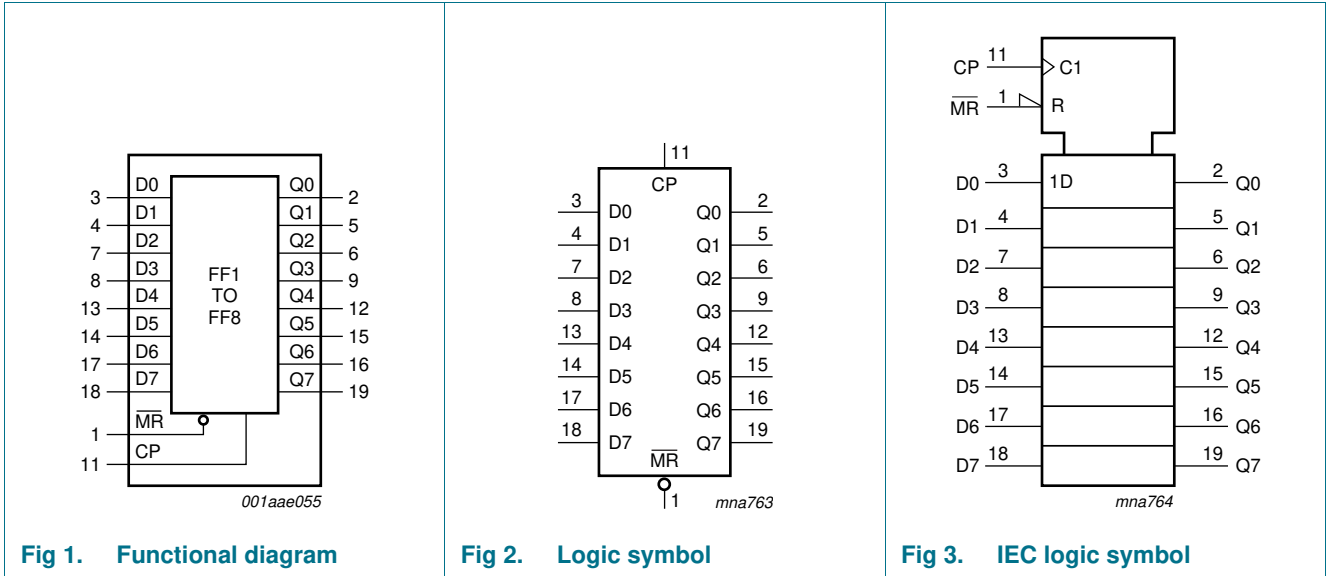 D0 Q0
3 2
D1 Q1
4 5
D2 Q2
7 6
D3 Q3
8 9
FF1
TO
FF8
D4 Q4
13 12
D5 Q5
14 15
D6 Q6
17 16
D7 Q7
18 19
M̅R̅
1
CP
11
001aae055
Fig 1. Functional diagram
11
CP
3 D0 Q0 2
4 D1 Q1 5
7 D2 Q2 6
8 D3 Q3 9
13 D4 Q4 12
14 D5 Q5 15
17 D6 Q6 16
18 D7 Q7 19
M̅R̅
1
mna763
Fig 2. Logic symbol
CP 11 C1
M̅R̅ 1 R
D0 3 1D 2 Q0
D1 4 5 Q1
D2 7 6 Q2
D3 8 9 Q3
D4 13 12 Q4
D5 14 15 Q5
D6 17 16 Q6
D7 18 19 Q7
mna764
Fig 3. IEC logic symbol